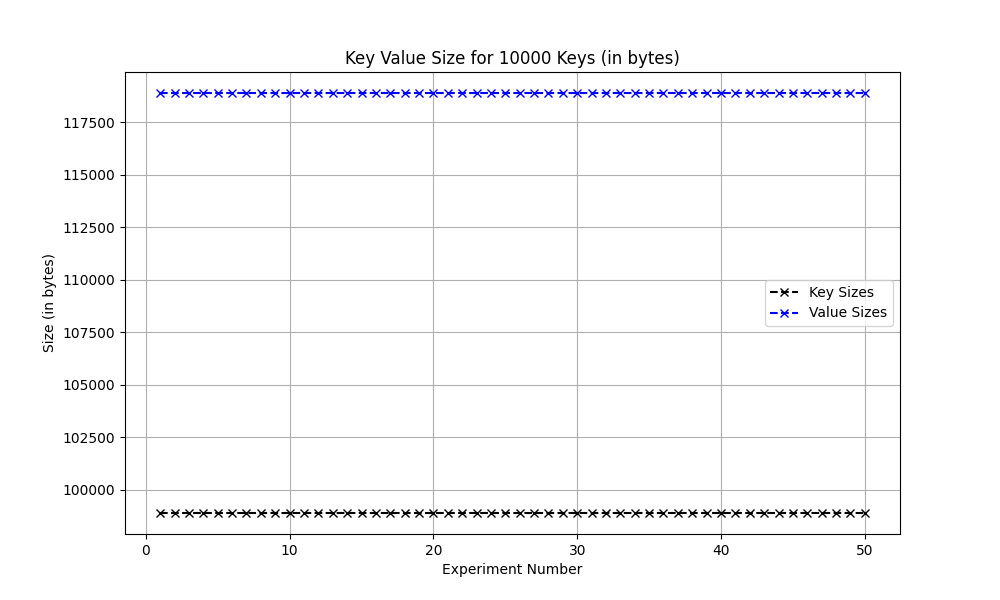 Key Value Size for 10000 Keys (in bytes)
117500
115000
112500
110000
107500
105000
102500
100000
Size (in bytes)
Key Sizes
Value Sizes
0 10 20 30 40 50
Experiment Number